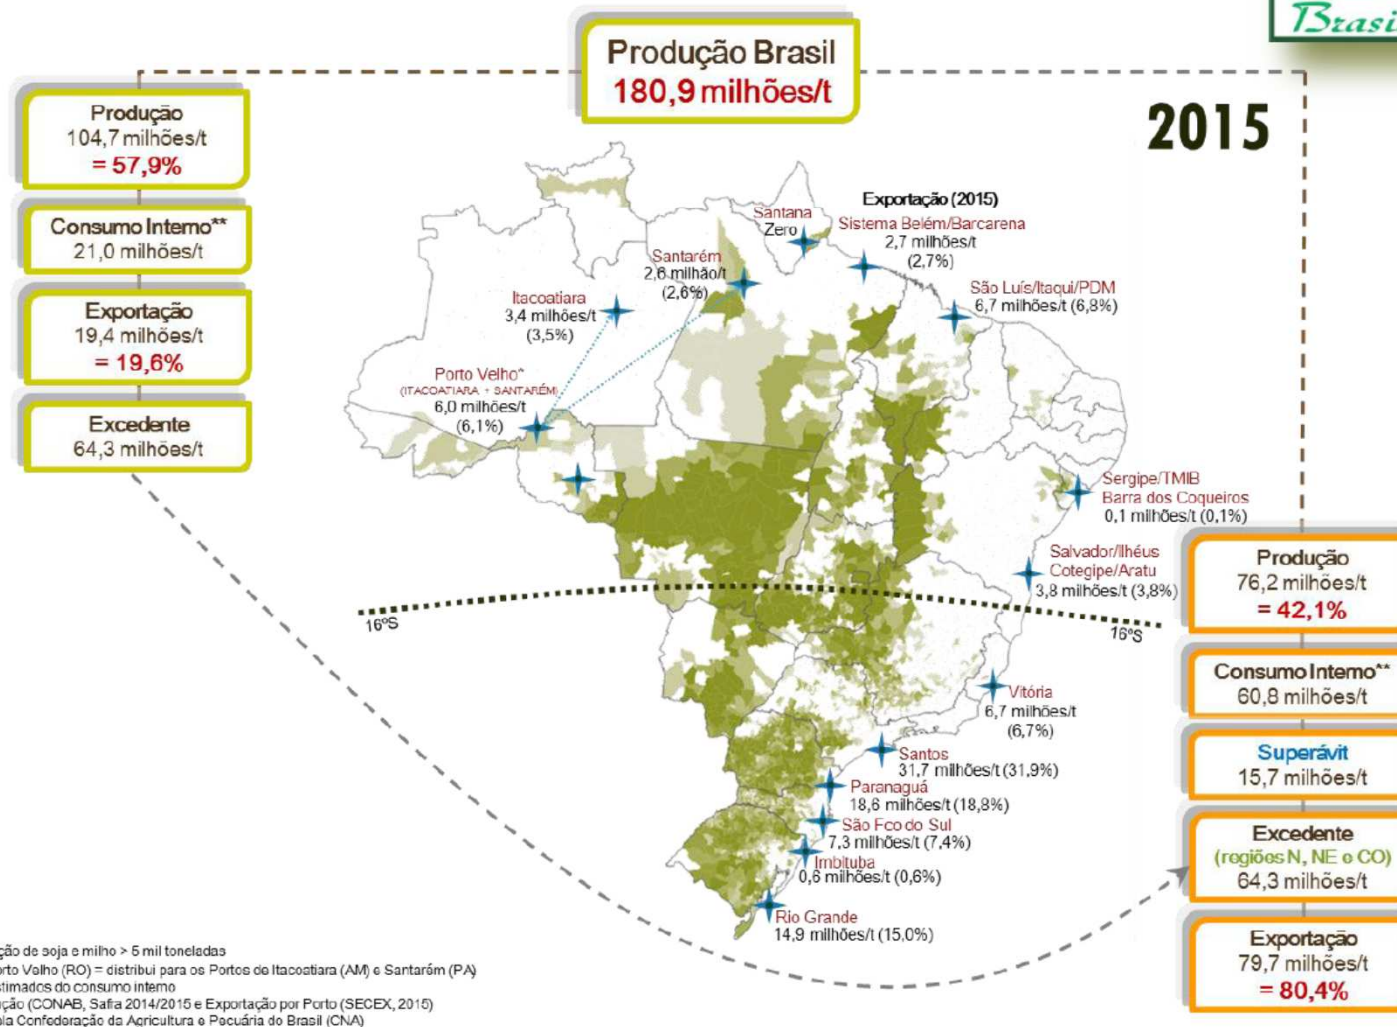 Brasi
Produção Brasil
180,9 milhões/t
2015
Produção
104,7 milhões/t
= 57,9%
Consumo Interno**
21,0 milhões/t
Exportação
19,4 milhões/t
= 19,6%
Excedente
64,3 milhões/t
Exportação (2015)
Santana
Zero
Sistema Belém/Barcarena
2,7 milhões/t
(2,7%)
Santarém
2,6 milhão/t
(2,6%)
São Luís/Itaqui/PDM
6,7 milhões/t (6,8%)
Itacoatiara
3,4 milhões/t
(3,5%)
Porto Velho*
(ITACOATIARA + SANTARÉM)
6,0 milhões/t
(6,1%)
Sergipe/TMIB
Barra dos Coqueiros
0,1 milhões/t (0,1%)
Salvador/Ilhéus
Cotegipe/Aratu
3,8 milhões/t (3,8%)
16ºS
16ºS
Vitória
6,7 milhões/t
(6,7%)
Santos
31,7 milhões/t (31,9%)
Paranaguá
18,6 milhões/t (18,8%)
São Fco do Sul
7,3 milhões/t (7,4%)
Imbituba
0,6 milhões/t (0,6%)
Rio Grande
14,9 milhões/t (15,0%)
Produção
76,2 milhões/t
= 42,1%
Consumo Interno**
60,8 milhões/t
Superávit
15,7 milhões/t
Excedente
(regiões N, NE e CO)
64,3 milhões/t
Exportação
79,7 milhões/t
= 80,4%
ção de soja e milho > 5 mil toneladas
rto Velho (RO) = distribui para os Portos de Itacoatiara (AM) e Santarém (PA)
stimados do consumo interno
ção (CONAB, Safra 2014/2015 e Exportação por Porto (SECEX, 2015)
ela Confederação da Agricultura e Pecuária do Brasil (CNA)